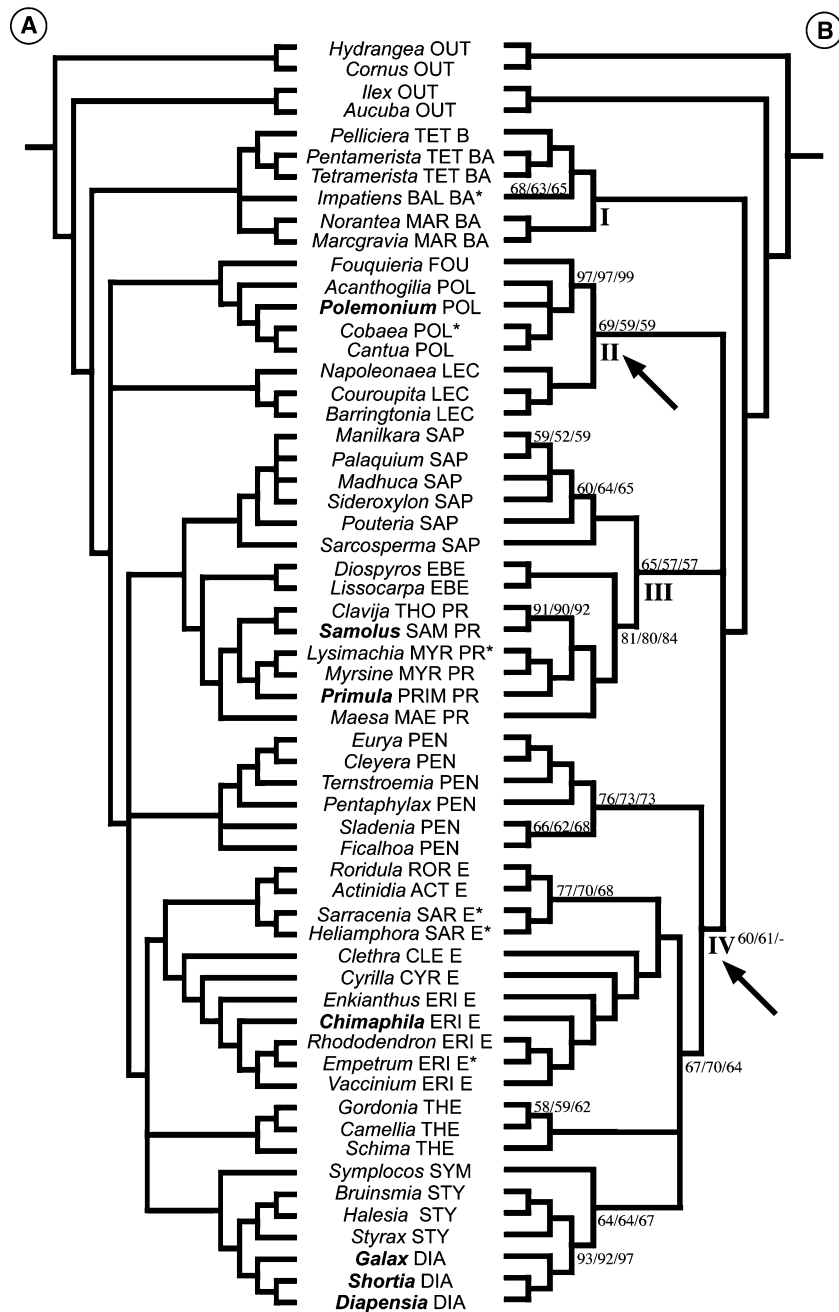 A
B
Hydrangea OUT
Cornus OUT
Ilex OUT
Aucuba OUT
Pelliciera TET B
Pentamerista TET BA
Tetramerista TET BA
Impatiens BAL BA*
68/63/65
Norantea MAR BA
I
Marcgravia MAR BA
Fouquieria FOU
97/97/99
Acanthogilia POL
Polemonium POL
Cobaea POL*
69/59/59
Cantua POL
II
Napoleonaea LEC
Couroupita LEC
Barringtonia LEC
Manilkara SAP
59/52/59
Palaquium SAP
Madhuca SAP
60/64/65
Sideroxylon SAP
Pouteria SAP
Sarcosperma SAP
65/57/57
Diospyros EBE
III
Lissocarpa EBE
Clavija THO PR
91/90/92
Samolus SAM PR
81/80/84
Lysimachia MYR PR*
Myrsine MYR PR
Primula PRIM PR
Maesa MAE PR
Eurya PEN
Cleyera PEN
Ternstroemia PEN
Pentaphylax PEN
76/73/73
Sladenia PEN
66/62/68
Ficalhoa PEN
Roridula ROR E
Actinidia ACT E
77/70/68
Sarracenia SAR E*
Heliamphora SAR E*
IV 60/61/-
Clethra CLE E
Cyrilla CYR E
Enkianthus ERI E
Chimaphila ERI E
Rhododendron ERI E
Empetrum ERI E*
67/70/64
Vaccinium ERI E
Gordonia THE
58/59/62
Camellia THE
Schima THE
Symplocos SYM
Bruinsmia STY
Halesia STY
64/64/67
Styrax STY
Galax DIA
93/92/97
Shortia DIA
Diapensia DIA